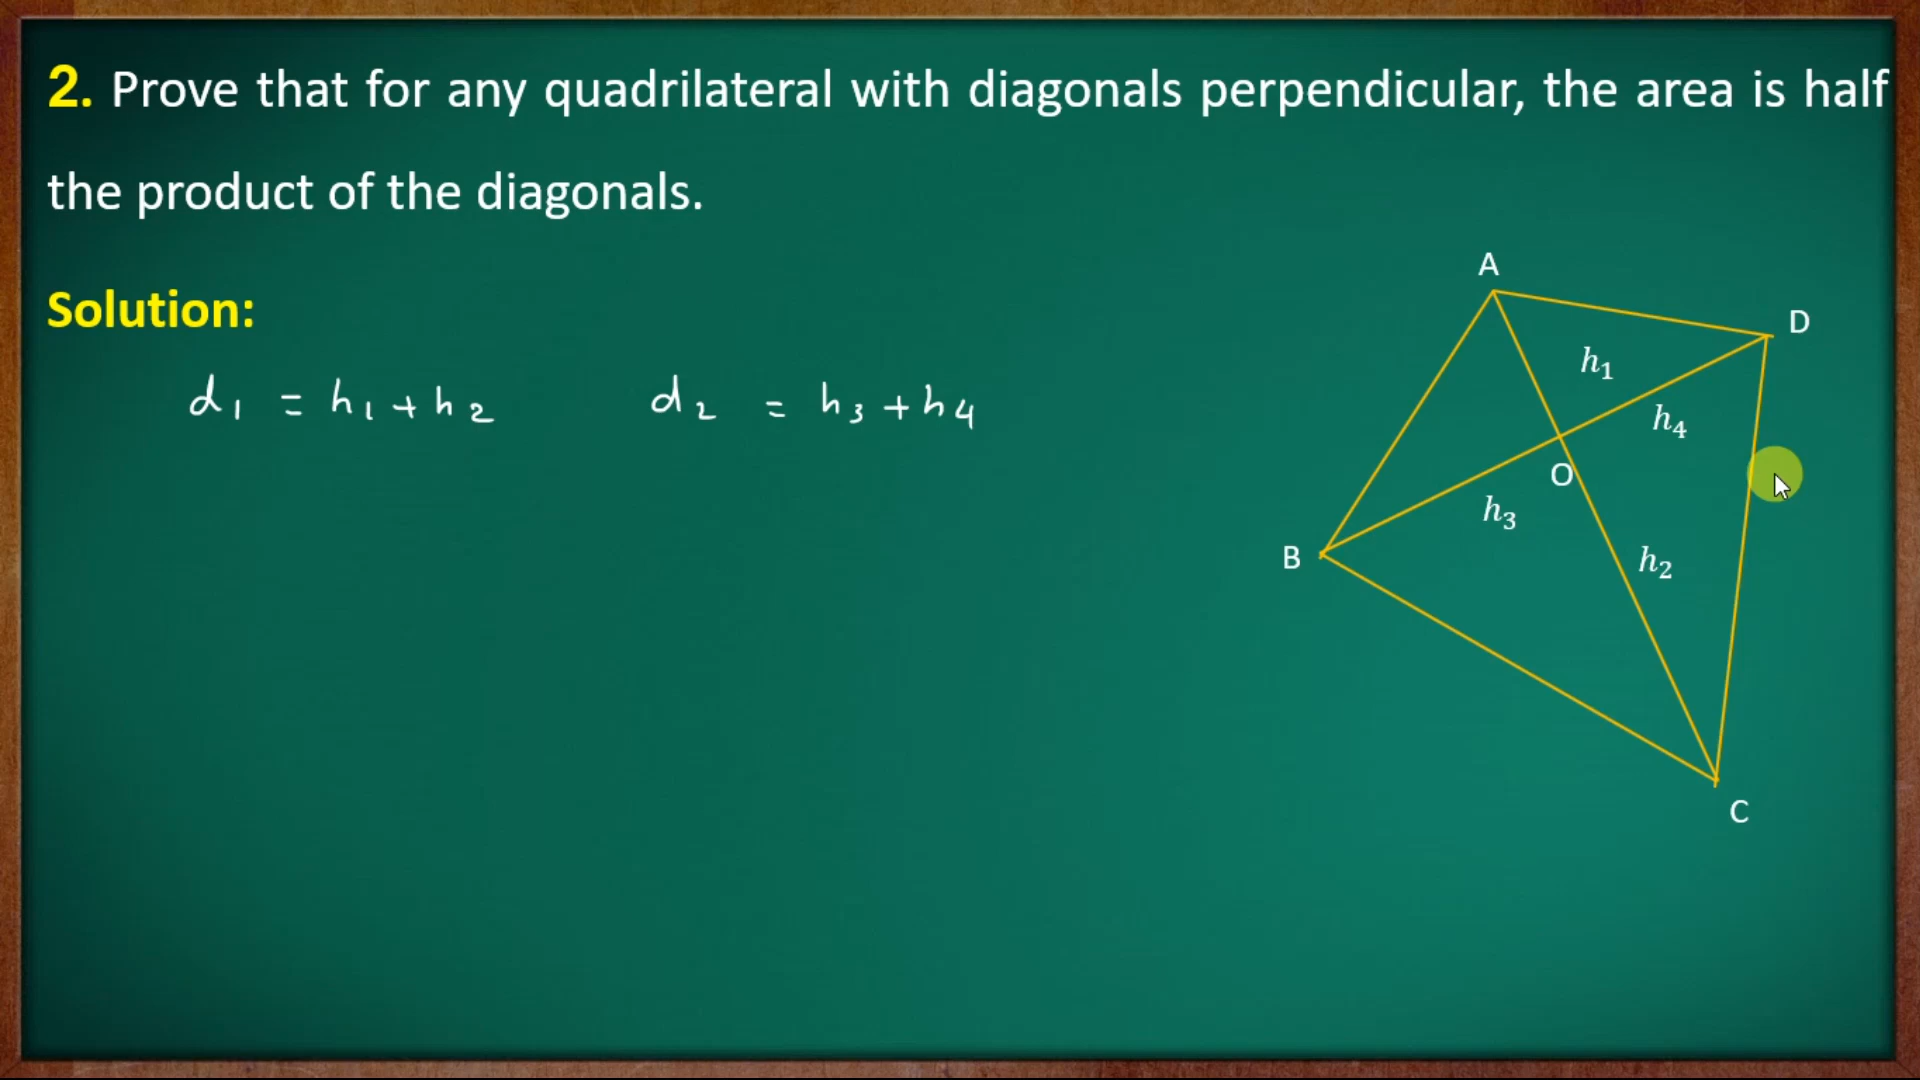 2. Prove that for any quadrilateral with diagonals perpendicular, the area is half
the product of the diagonals.
Solution:
d₁ = h₁ + h₂ d₂ = h₃ + h₄
A
D
h₁
h₄
O
h₃
B
h₂
C